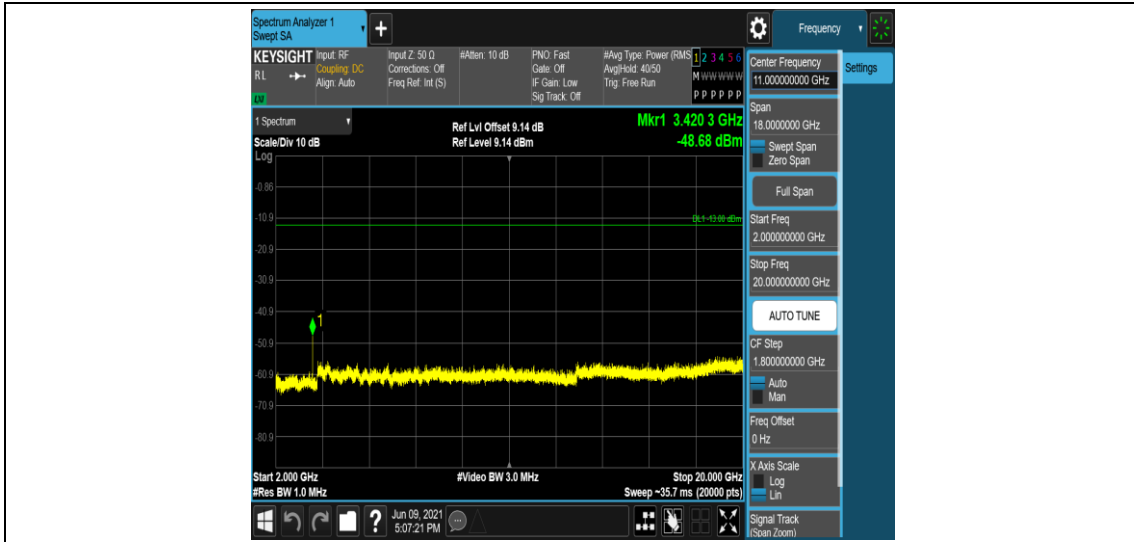 Spectrum Analyzer 1
Swept SA
+
Frequency
KEYSIGHT
RL
Input: RF
Coupling: DC
Align: Auto
Input Z: 50 Ω
Corrections: Off
Freq Ref: Int (S)
#Atten: 10 dB
PNO: Fast
Gate: Off
IF Gain: Low
Sig Track: Off
#Avg Type: Power (RMS
Avg|Hold: 40/50
Trig: Free Run
1 2 3 4 5 6
M W W W W W
P P P P P P
1 Spectrum
Scale/Div 10 dB
Log
Ref Lvl Offset 9.14 dB
Ref Level 9.14 dBm
Mkr1 3.420 3 GHz
-48.68 dBm
-0.86
-10.9
DL1 -13.00 dBm
-20.9
-30.9
-40.9
1
-50.9
-60.9
-70.9
-80.9
Start 2.000 GHz
#Res BW 1.0 MHz
#Video BW 3.0 MHz
Stop 20.000 GHz
Sweep ~35.7 ms (20000 pts)
Center Frequency
11.000000000 GHz
Settings
Span
18.0000000 GHz
Swept Span
Zero Span
Full Span
Start Freq
2.000000000 GHz
Stop Freq
20.000000000 GHz
AUTO TUNE
CF Step
1.800000000 GHz
Auto
Man
Freq Offset
0 Hz
X Axis Scale
Log
Lin
Signal Track
(Span Zoom)
?
Jun 09, 2021
5:07:21 PM